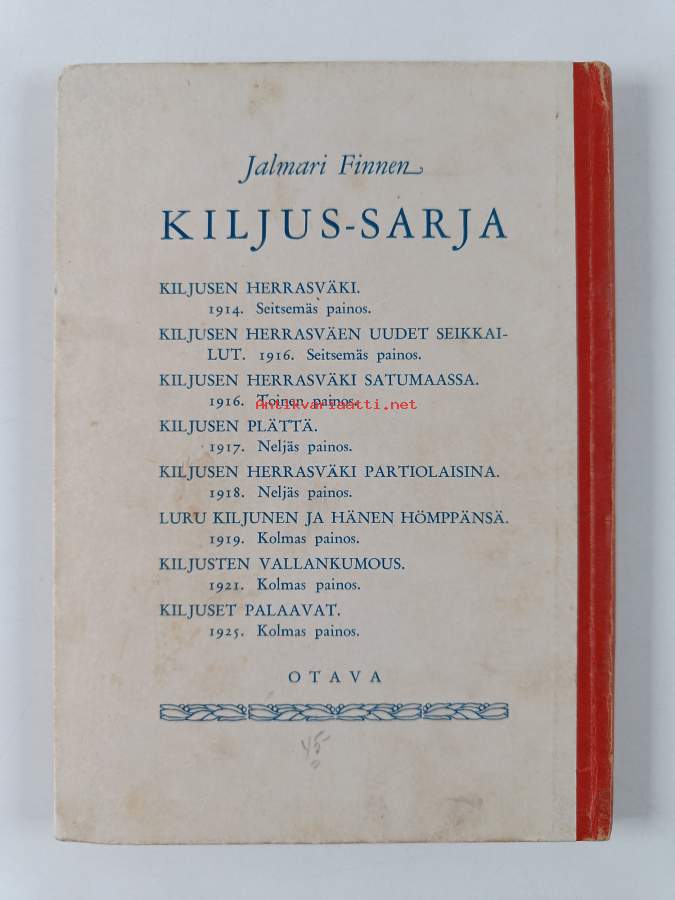 Jalmari Finnen
KILJUS-SARJA
KILJUSEN HERRASVÄKI.
1914. Seitsemäs painos.
KILJUSEN HERRASVÄEN UUDET SEIKKAI-
LUT. 1916. Seitsemäs painos.
KILJUSEN HERRASVÄKI SATUMAASSA.
1916. Toinen painos.
Antikvariaatti.net
KILJUSEN PLÄTTÄ.
1917. Neljäs painos.
KILJUSEN HERRASVÄKI PARTIOLAISINA.
1918. Neljäs painos.
LURU KILJUNEN JA HÄNEN HÖMPPÄNSÄ.
1919. Kolmas painos.
KILJUSTEN VALLANKUMOUS.
1921. Kolmas painos.
KILJUSET PALAAVAT.
1925. Kolmas painos.
OTAVA
45-